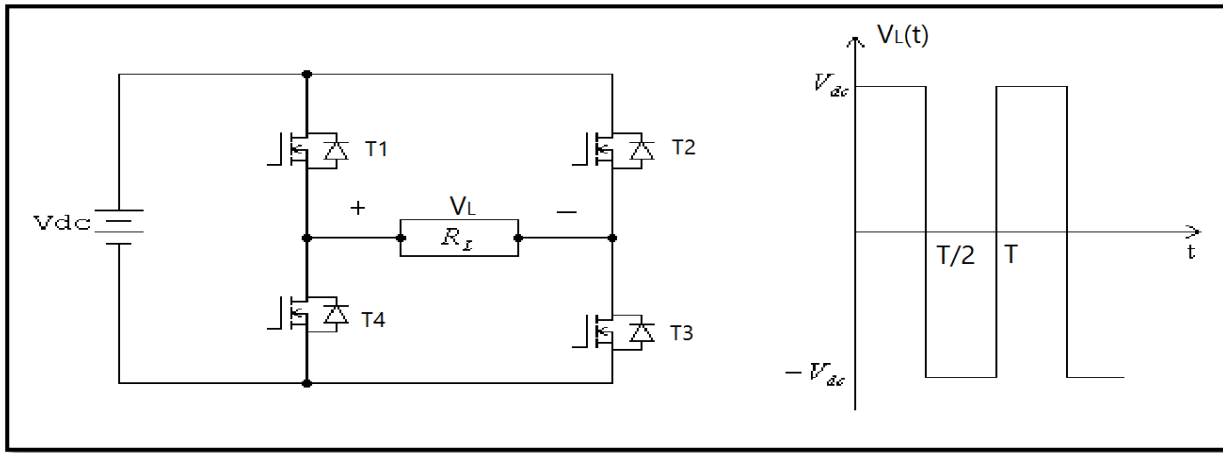 Vdc
T1
T2
+
VL
−
RL
T4
T3
VL(t)
Vdc
T/2
T
t
−Vdc